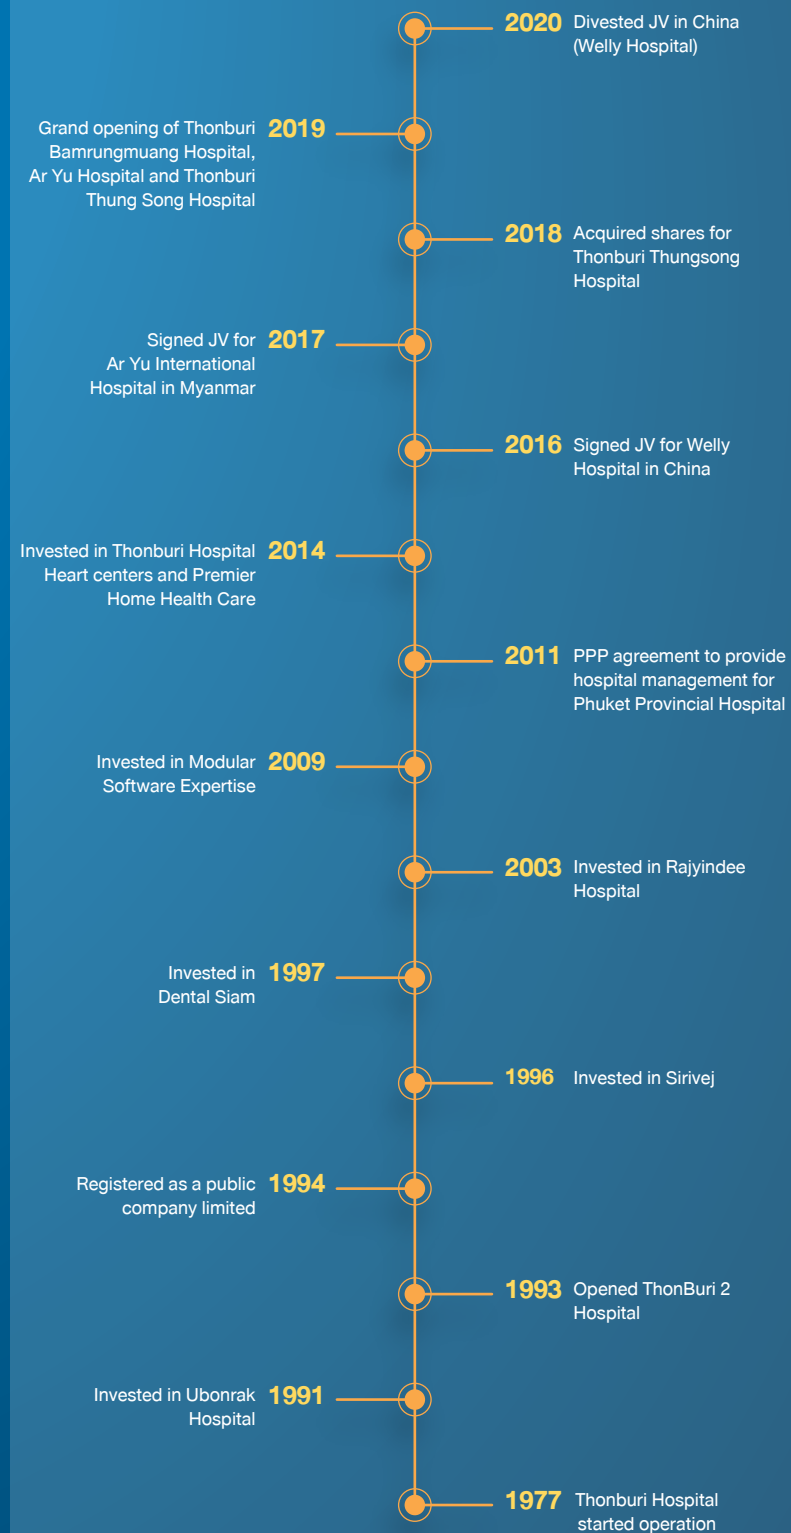 2020 Divested JV in China
(Welly Hospital)
Grand opening of Thonburi 2019
Bamrungmuang Hospital,
Ar Yu Hospital and Thonburi
Thung Song Hospital
2018 Acquired shares for
Thonburi Thungsong
Hospital
Signed JV for 2017
Ar Yu International
Hospital in Myanmar
2016 Signed JV for Welly
Hospital in China
Invested in Thonburi Hospital 2014
Heart centers and Premier
Home Health Care
2011 PPP agreement to provide
hospital management for
Phuket Provincial Hospital
Invested in Modular 2009
Software Expertise
2003 Invested in Rajyindee
Hospital
Invested in 1997
Dental Siam
1996 Invested in Sirivej
Registered as a public 1994
company limited
1993 Opened ThonBuri 2
Hospital
Invested in Ubonrak 1991
Hospital
1977 Thonburi Hospital
started operation